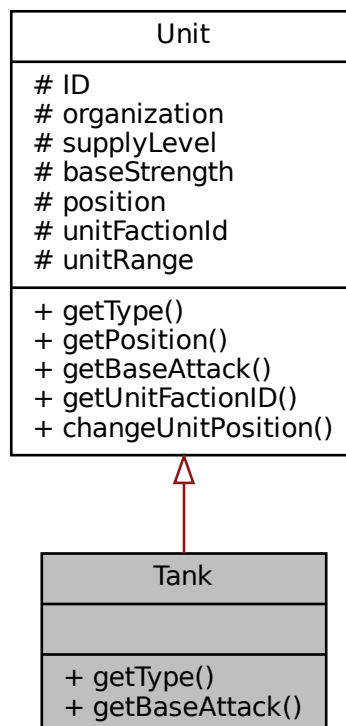 Unit
# ID
# organization
# supplyLevel
# baseStrength
# position
# unitFactionId
# unitRange
+ getType()
+ getPosition()
+ getBaseAttack()
+ getUnitFactionID()
+ changeUnitPosition()
Tank
+ getType()
+ getBaseAttack()